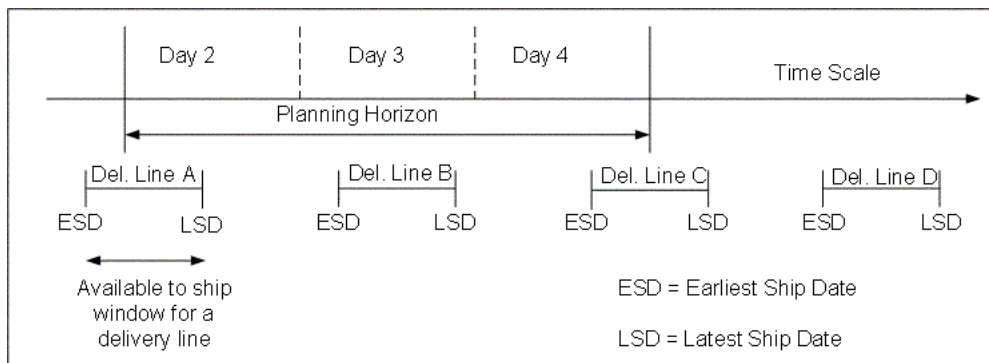 Day 2 Day 3 Day 4
Time Scale
Planning Horizon
Del. Line A Del. Line B Del. Line C Del. Line D
ESD LSD ESD LSD ESD LSD ESD LSD
Available to ship
window for a
delivery line
ESD = Earliest Ship Date
LSD = Latest Ship Date